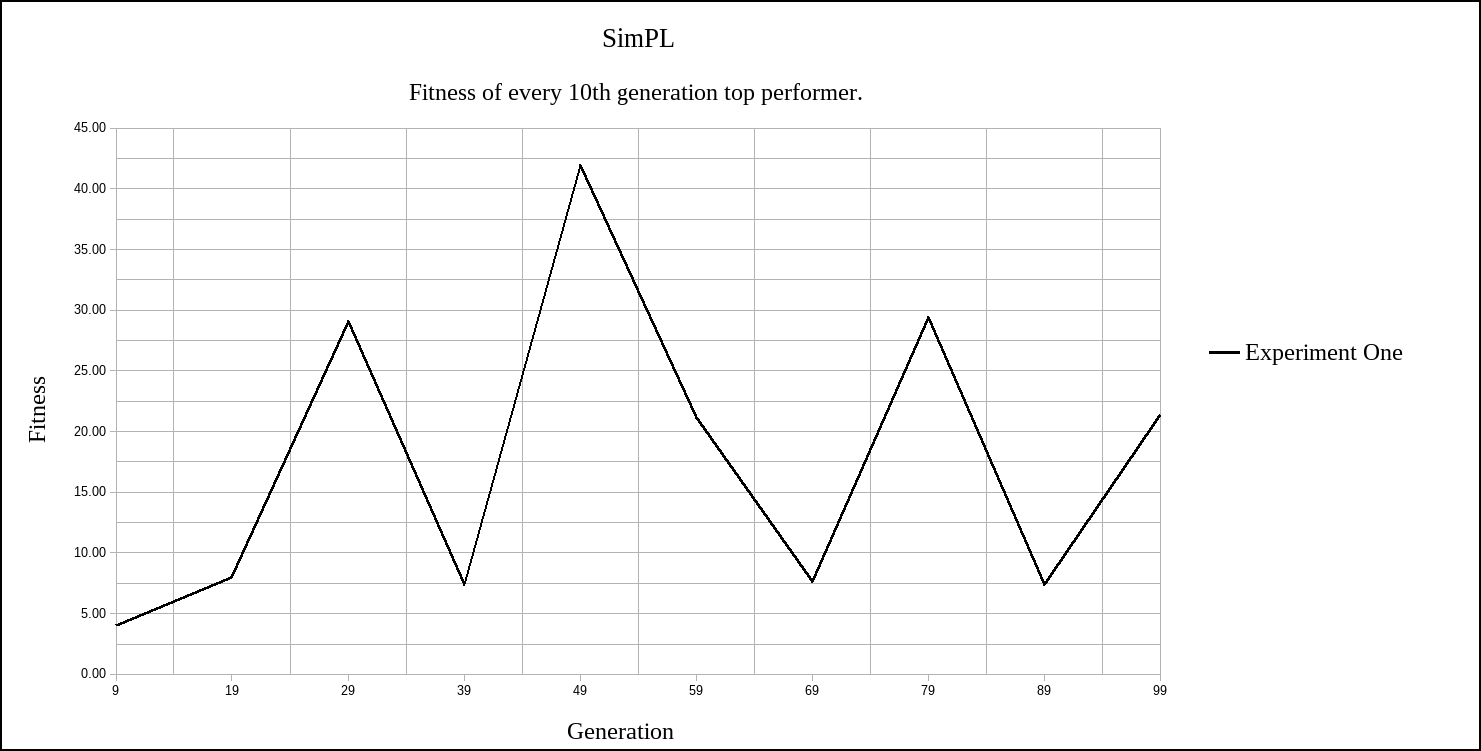 SimPL
Fitness of every 10th generation top performer.
45.00
40.00
35.00
30.00
25.00
20.00
15.00
10.00
5.00
0.00
Fitness
9 19 29 39 49 59 69 79 89 99
Generation
Experiment One